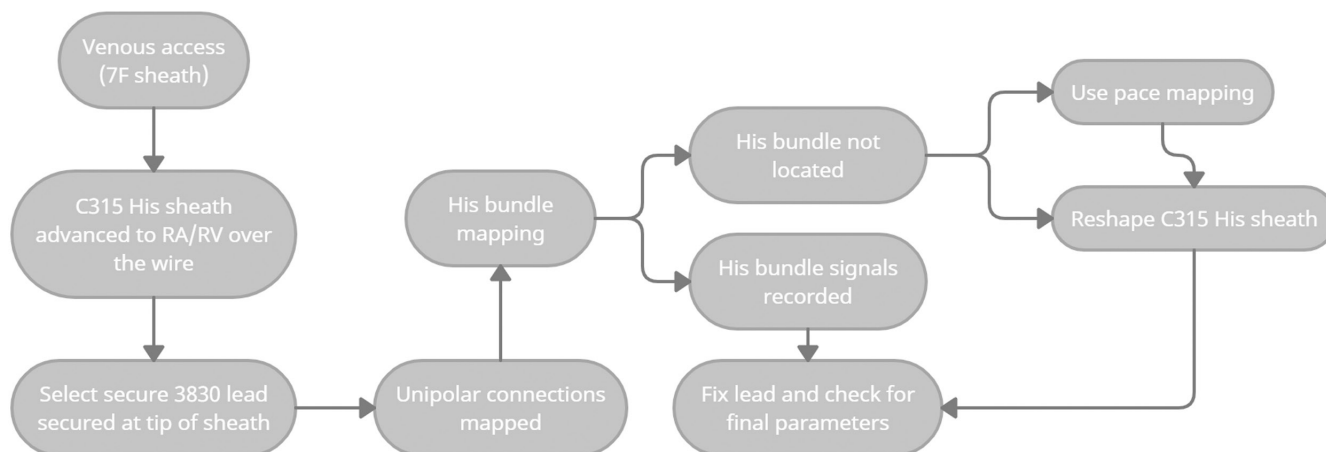 Venous access
(7F sheath)
C315 His sheath
advanced to RA/RV over
the wire
Select secure 3830 lead
secured at tip of sheath
Unipolar connections
mapped
His bundle
mapping
His bundle not
located
Use pace mapping
Reshape C315 His sheath
His bundle signals
recorded
Fix lead and check for
final parameters